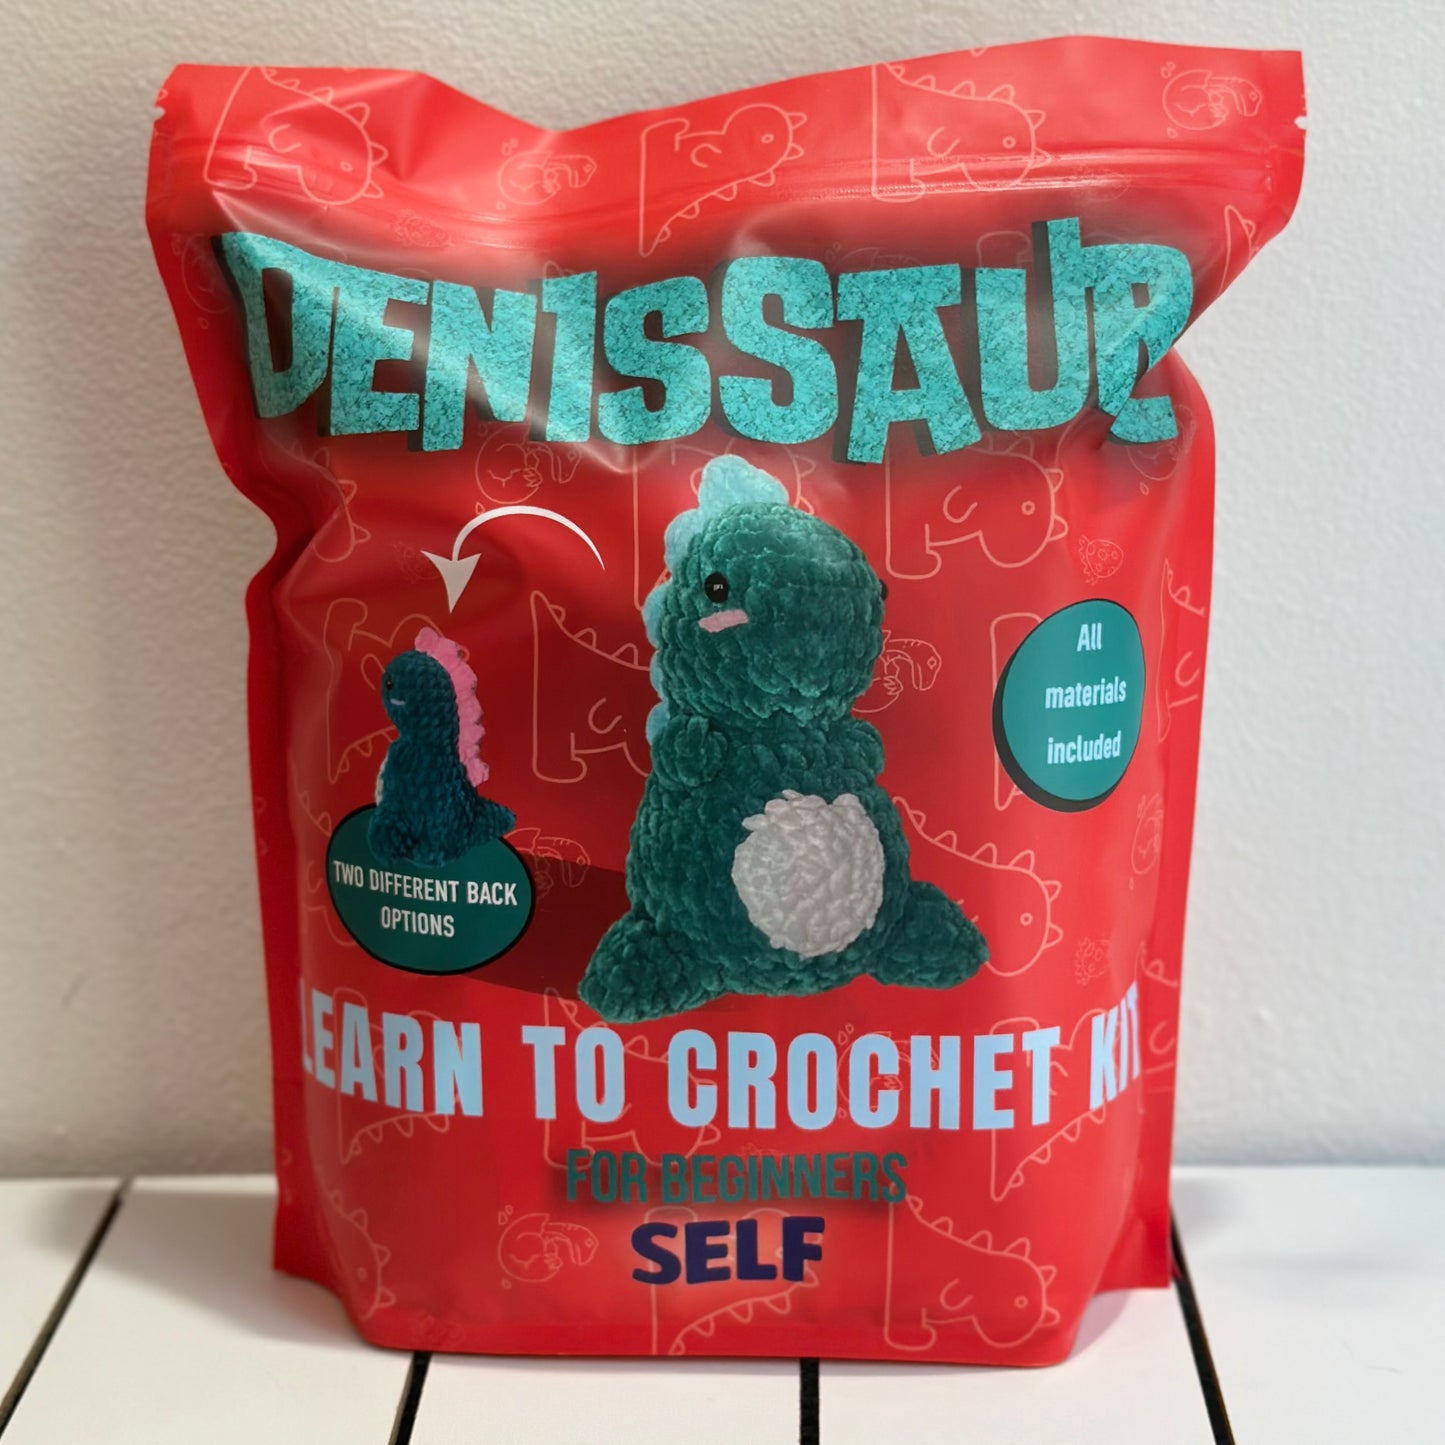 DENISSAUR
All
materials
included
TWO DIFFERENT BACK
OPTIONS
LEARN TO CROCHET KIT
FOR BEGINNERS
SELF